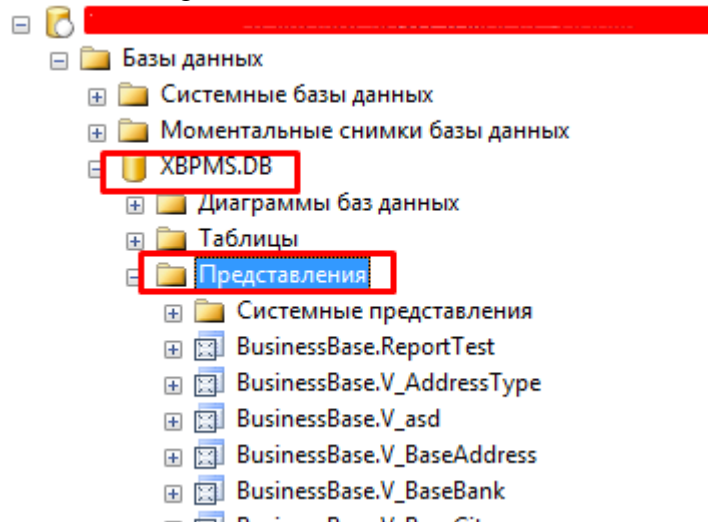 Базы данных
Системные базы данных
Моментальные снимки базы данных
XBPMS.DB
Диаграммы баз данных
Таблицы
Представления
Системные представления
BusinessBase.ReportTest
BusinessBase.V_AddressType
BusinessBase.V_asd
BusinessBase.V_BaseAddress
BusinessBase.V_BaseBank